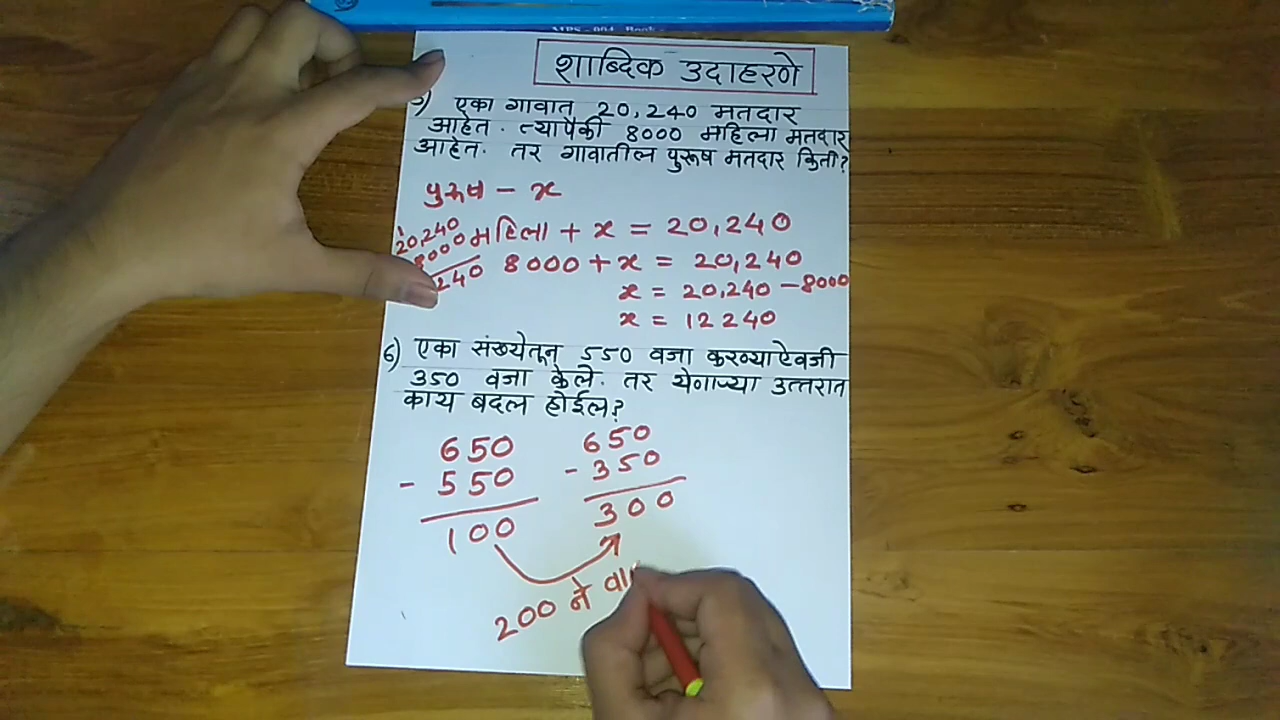 शाब्दिक उदाहरणे
5) एका गावात 20,240 मतदार
आहेत. त्यापैकी 8000 महिला मतदार
आहेत. तर गावातील पुरूष मतदार किती?
पुरूष - x
महिला + x = 20,240
20,240
8000
240
8000 + x = 20,240
x = 20,240 - 8000
x = 12240
6) एका संख्येतून 550 वजा करण्याऐवजी
350 वजा केले. तर येणाऱ्या उत्तरात
काय बदल होईल?
650
- 550
100
650
- 350
300
200 ने वा